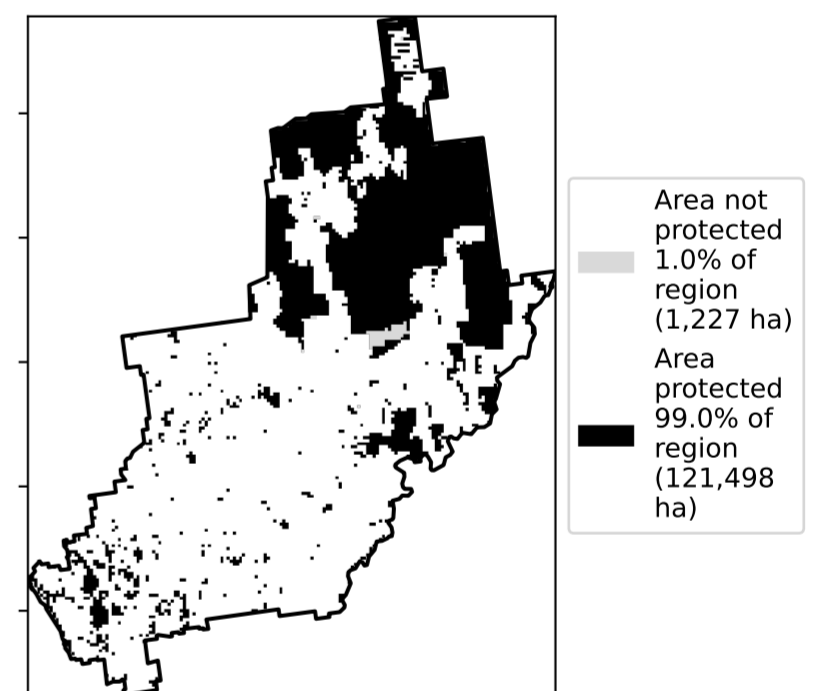 Area not
protected
1.0% of
region
(1,227 ha)
Area
protected
99.0% of
region
(121,498
ha)